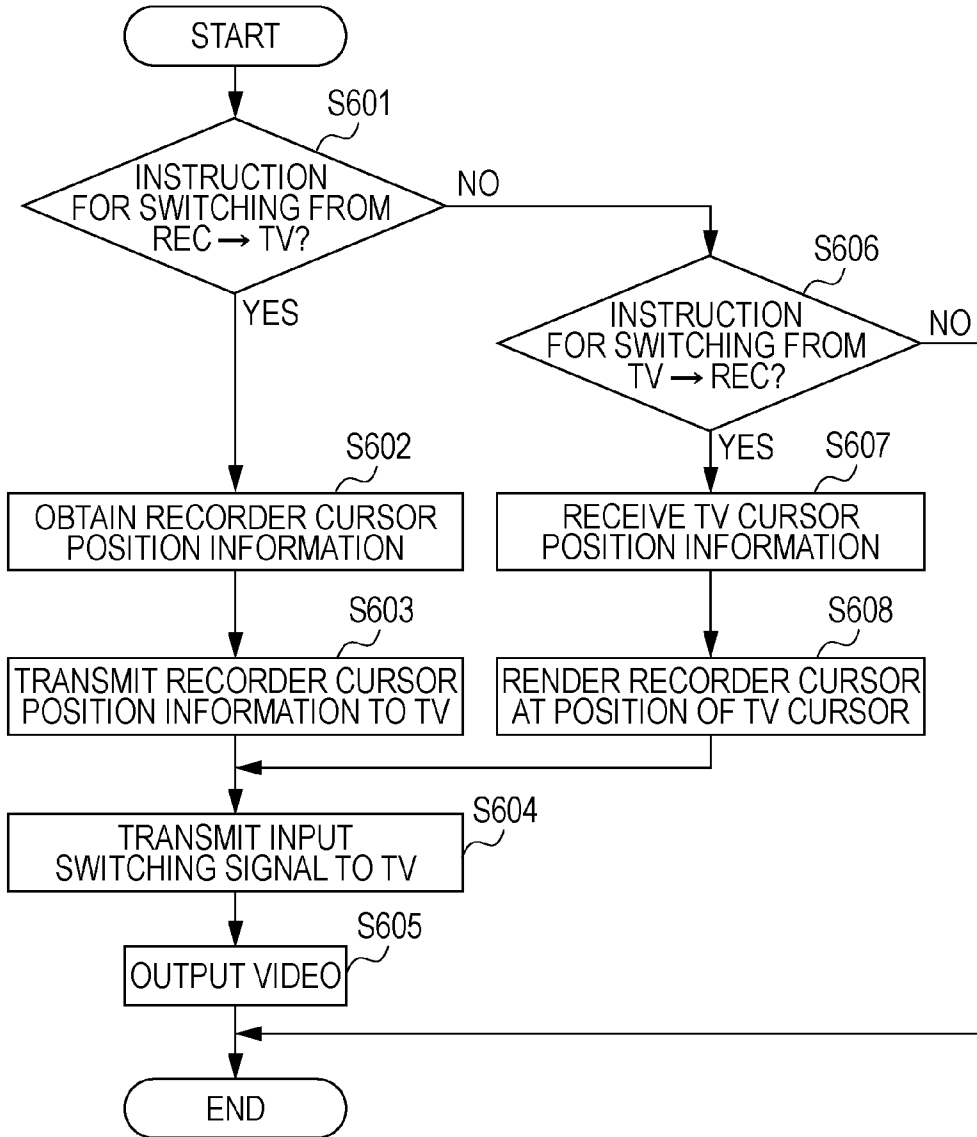 START
S601
INSTRUCTION
FOR SWITCHING FROM
REC → TV?
NO
YES
S606
INSTRUCTION
FOR SWITCHING FROM
TV → REC?
NO
YES
S602
OBTAIN RECORDER CURSOR
POSITION INFORMATION
S607
RECEIVE TV CURSOR
POSITION INFORMATION
S603
TRANSMIT RECORDER CURSOR
POSITION INFORMATION TO TV
S608
RENDER RECORDER CURSOR
AT POSITION OF TV CURSOR
S604
TRANSMIT INPUT
SWITCHING SIGNAL TO TV
S605
OUTPUT VIDEO
END